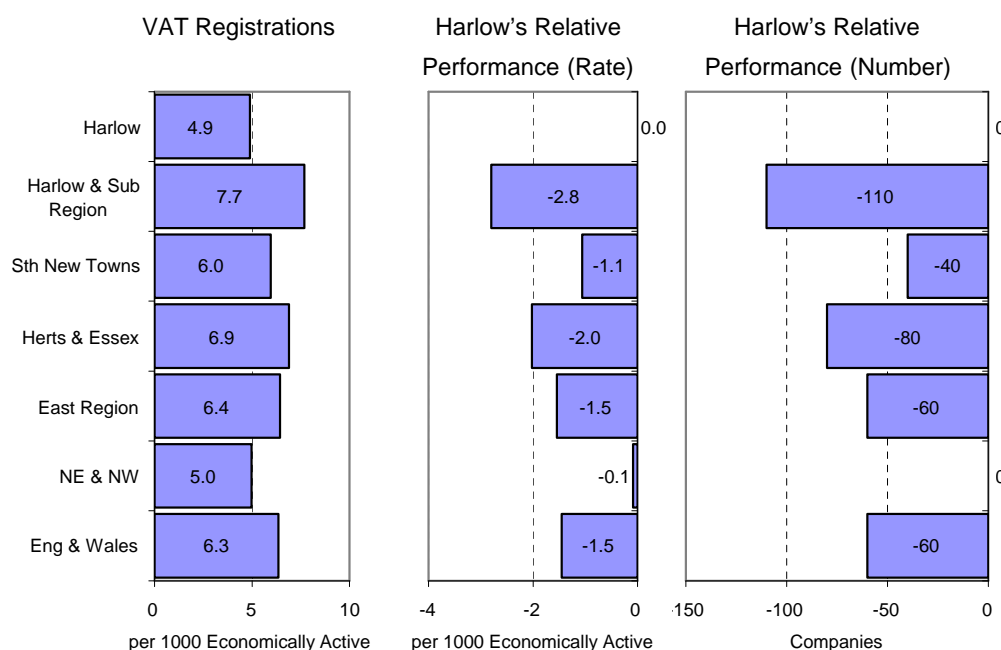 VAT Registrations
Harlow's Relative
Performance (Rate)
Harlow's Relative
Performance (Number)
Harlow
4.9
0.0
0
Harlow & Sub
Region
7.7
-2.8
-110
Sth New Towns
6.0
-1.1
-40
Herts & Essex
6.9
-2.0
-80
East Region
6.4
-1.5
-60
NE & NW
5.0
-0.1
0
Eng & Wales
6.3
-1.5
-60
0 5 10
-4 -2 0
-150 -100 -50 0
per 1000 Economically Active
per 1000 Economically Active
Companies